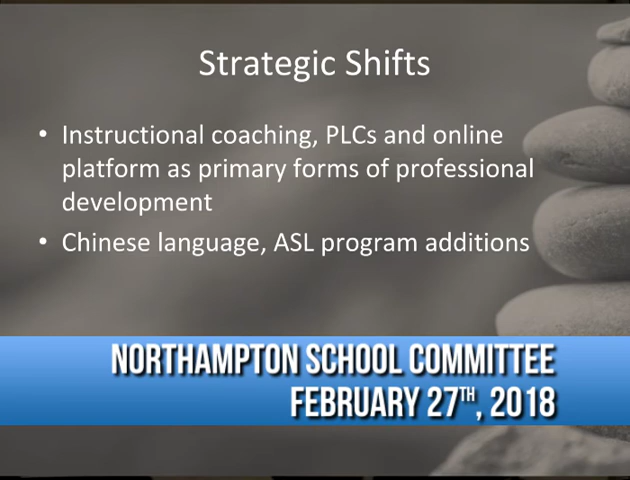 Strategic Shifts
• Instructional coaching, PLCs and online
platform as primary forms of professional
development
• Chinese language, ASL program additions
NORTHAMPTON SCHOOL COMMITTEE
FEBRUARY 27TH, 2018